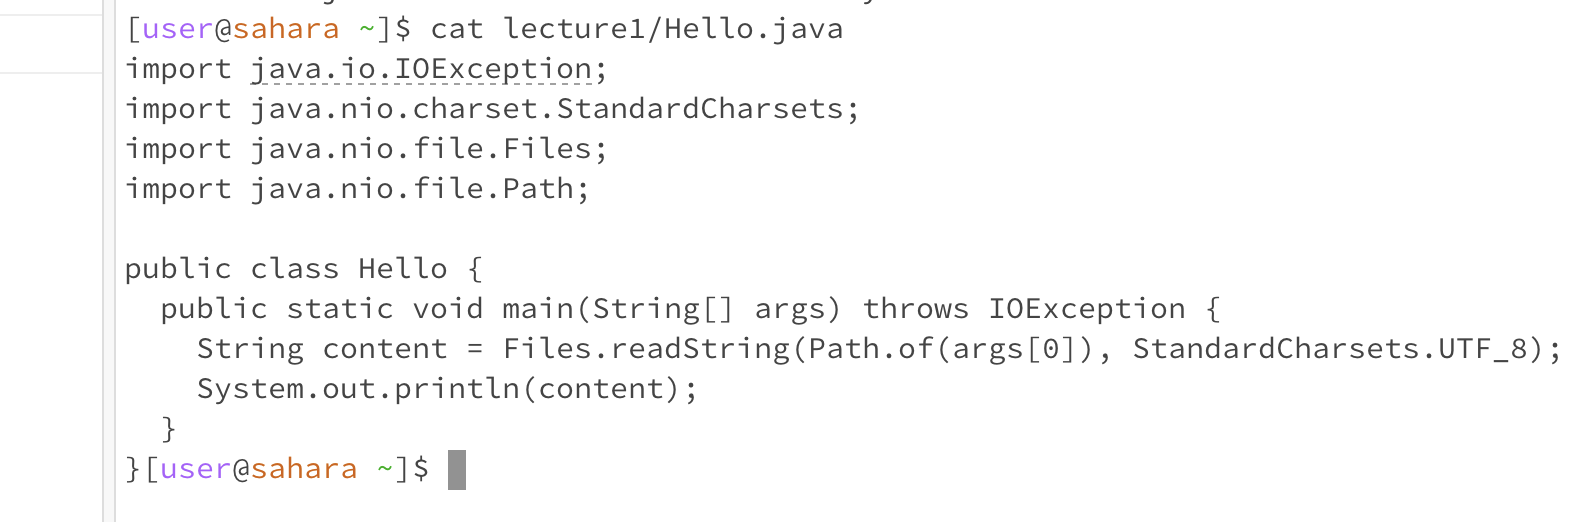 [user@sahara ~]$ cat lecture1/Hello.java
import java.io.IOException;
import java.nio.charset.StandardCharsets;
import java.nio.file.Files;
import java.nio.file.Path;

public class Hello {
  public static void main(String[] args) throws IOException {
    String content = Files.readString(Path.of(args[0]), StandardCharsets.UTF_8);
    System.out.println(content);
  }
}[user@sahara ~]$